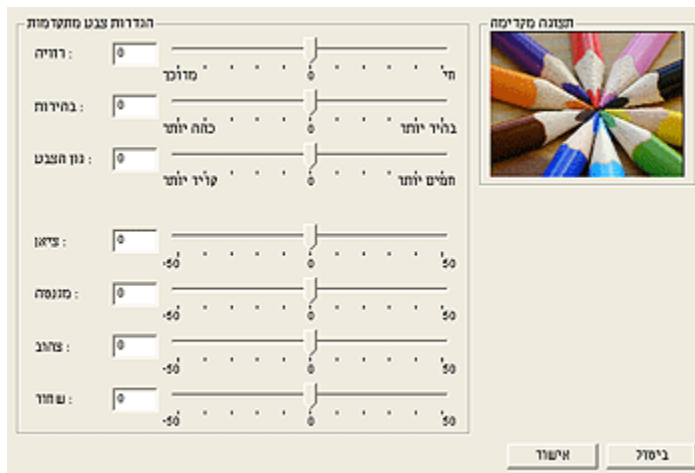 הגדרות צבע מתקדמות
תצוגה מקדימה
רוויה :
0
מרוכך
0
חי
בהירות :
0
כהה יותר
0
בהיר יותר
גון הצבע :
0
קריר יותר
0
חמים יותר
ציאן :
0
-50
0
50
מגנטה :
0
-50
0
50
צהוב :
0
-50
0
50
שחור :
0
-50
0
50
אישור
ביטול